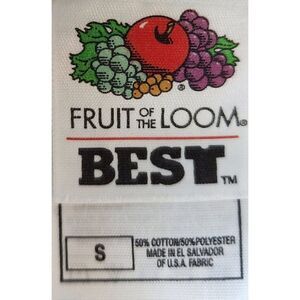 ®
FRUIT OF THE LOOM®
BEST™
S
50% COTTON/50% POLYESTER
MADE IN EL SALVADOR
OF U.S.A. FABRIC